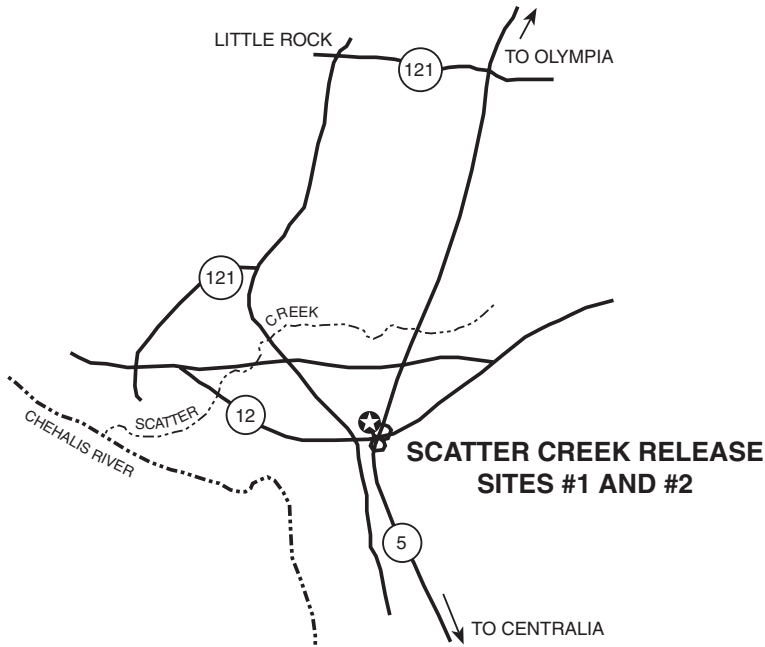 LITTLE ROCK
121
TO OLYMPIA
121
CREEK
SCATTER
12
CHEHALIS RIVER
SCATTER CREEK RELEASE
SITES #1 AND #2
5
TO CENTRALIA